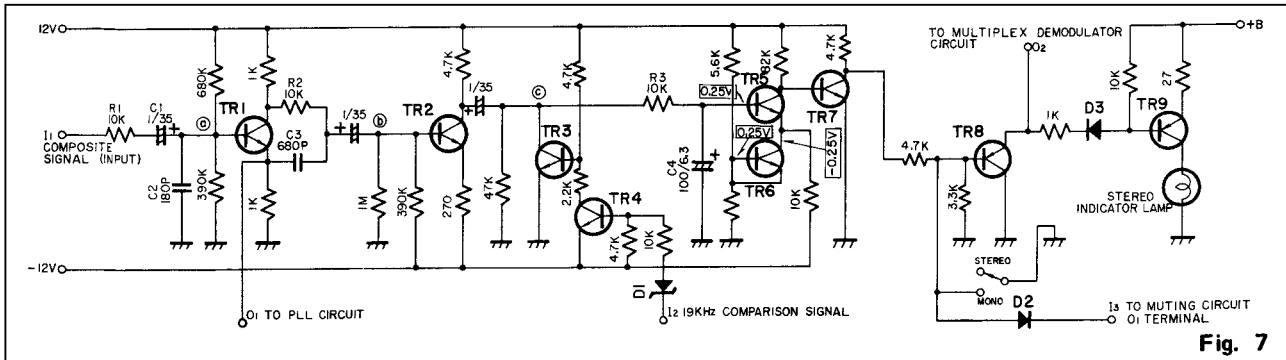 12V
-12V
I₁
COMPOSITE
SIGNAL (INPUT)
R1
10K
C1
1/35
+
C2
180P
680K
390K
ⓐ
1K
TR1
R2
10K
C3
680P
1K
O₁ TO PLL CIRCUIT
1/35
+
ⓑ
1M
390K
4.7K
TR2
270
1/35
+
47K
ⓒ
4.7K
TR3
2.2K
TR4
4.7K
10K
D1
I₂ 19KHz COMPARISON SIGNAL
R3
10K
C4
100/6.3
+
5.6K
0.25V
0.25V
TR5
82K
TR6
-0.25V
10K
TR7
4.7K
4.7K
3.3K
TR8
TO MULTIPLEX DEMODULATOR
CIRCUIT
O₂
1K
D3
10K
TR9
27
+B
STEREO
INDICATOR LAMP
STEREO
MONO
D2
I₃ TO MUTING CIRCUIT
O₁ TERMINAL
Fig. 7